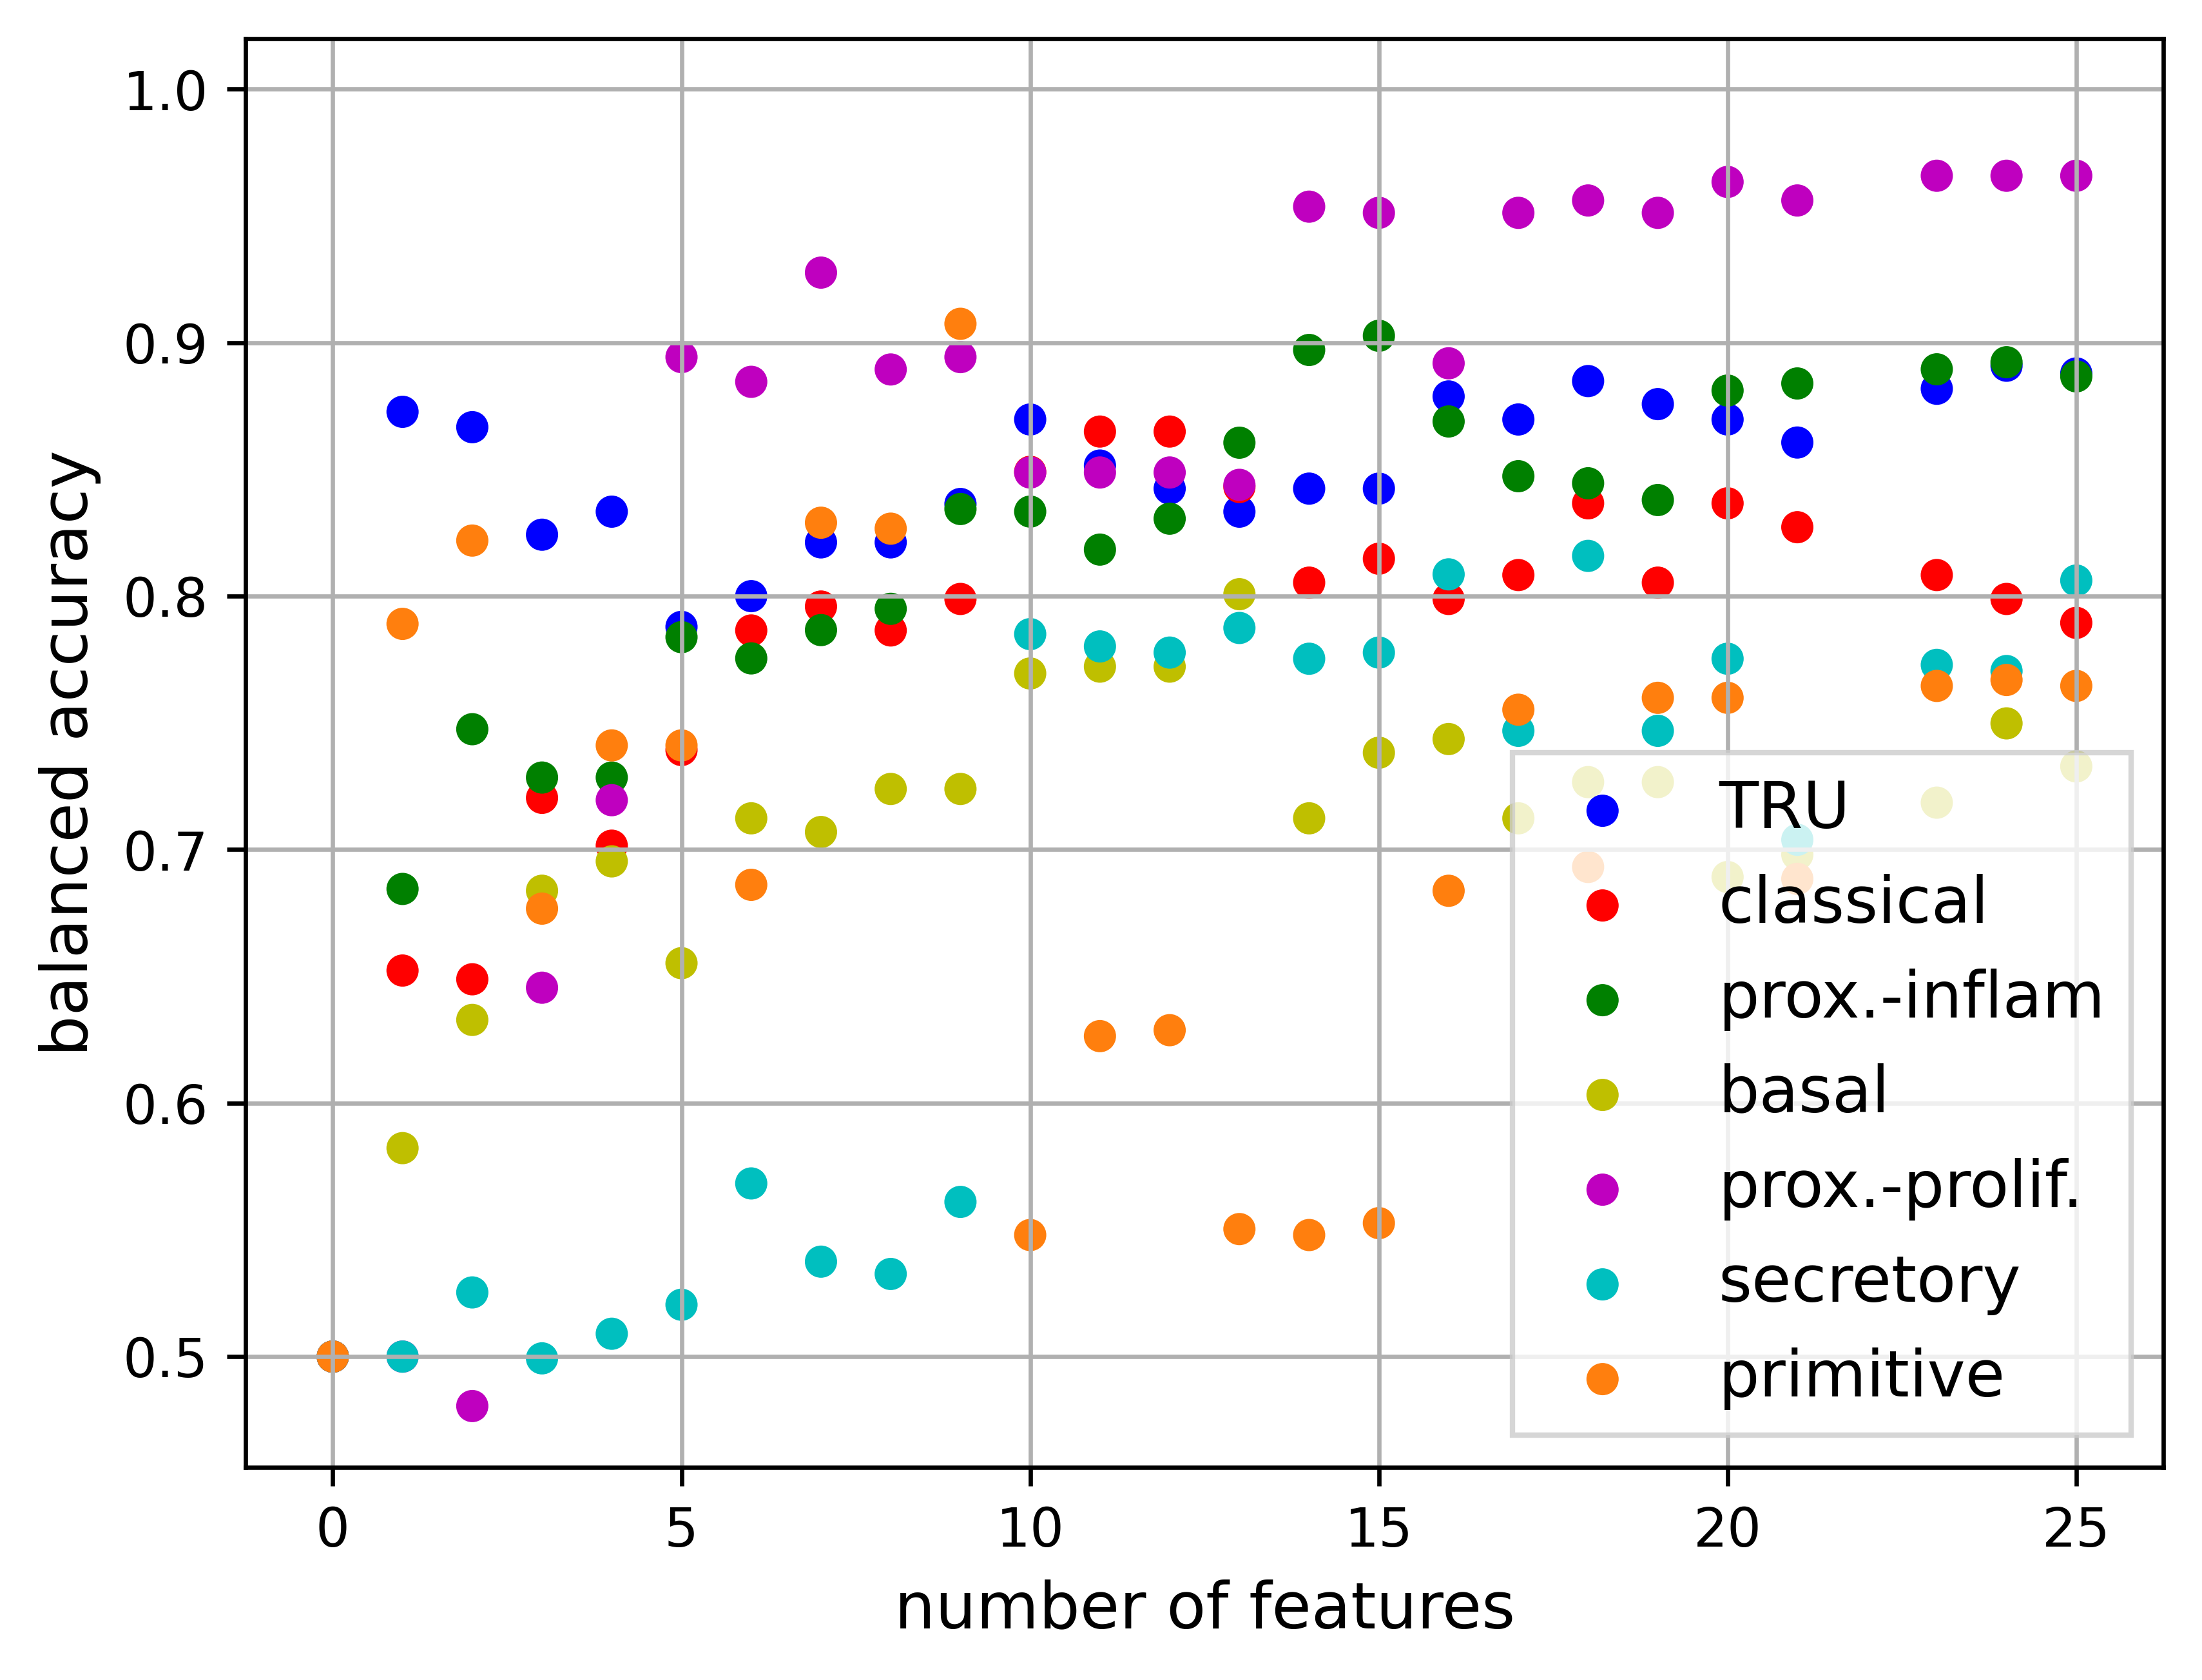 1.0
0.9
0.8
0.7
0.6
0.5
balanced accuracy
TRU
classical
prox.-inflam
basal
prox.-prolif.
secretory
primitive
0 5 10 15 20 25
number of features